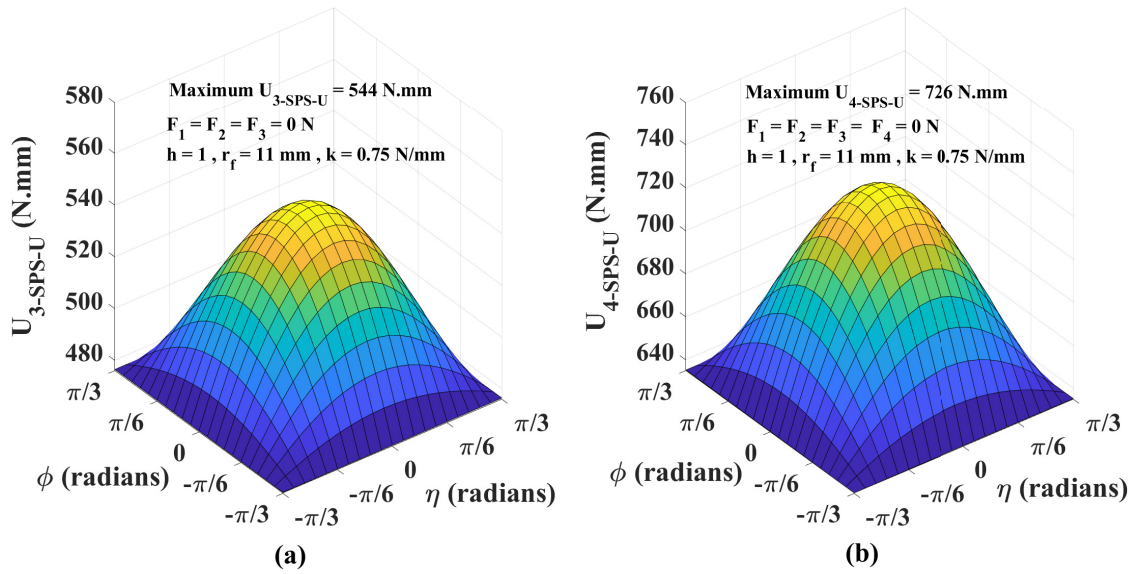 Maximum U3-SPS-U = 544 N.mm
F1 = F2 = F3 = 0 N
h = 1 , rf = 11 mm , k = 0.75 N/mm
U3-SPS-U (N.mm)
580
560
540
520
500
480
π/3
π/6
0
-π/6
-π/3
ϕ (radians)
-π/3
-π/6
0
π/6
π/3
η (radians)
(a)
Maximum U4-SPS-U = 726 N.mm
F1 = F2 = F3 = F4 = 0 N
h = 1 , rf = 11 mm , k = 0.75 N/mm
U4-SPS-U (N.mm)
760
740
720
700
680
660
640
π/3
π/6
0
-π/6
-π/3
ϕ (radians)
-π/3
-π/6
0
π/6
π/3
η (radians)
(b)